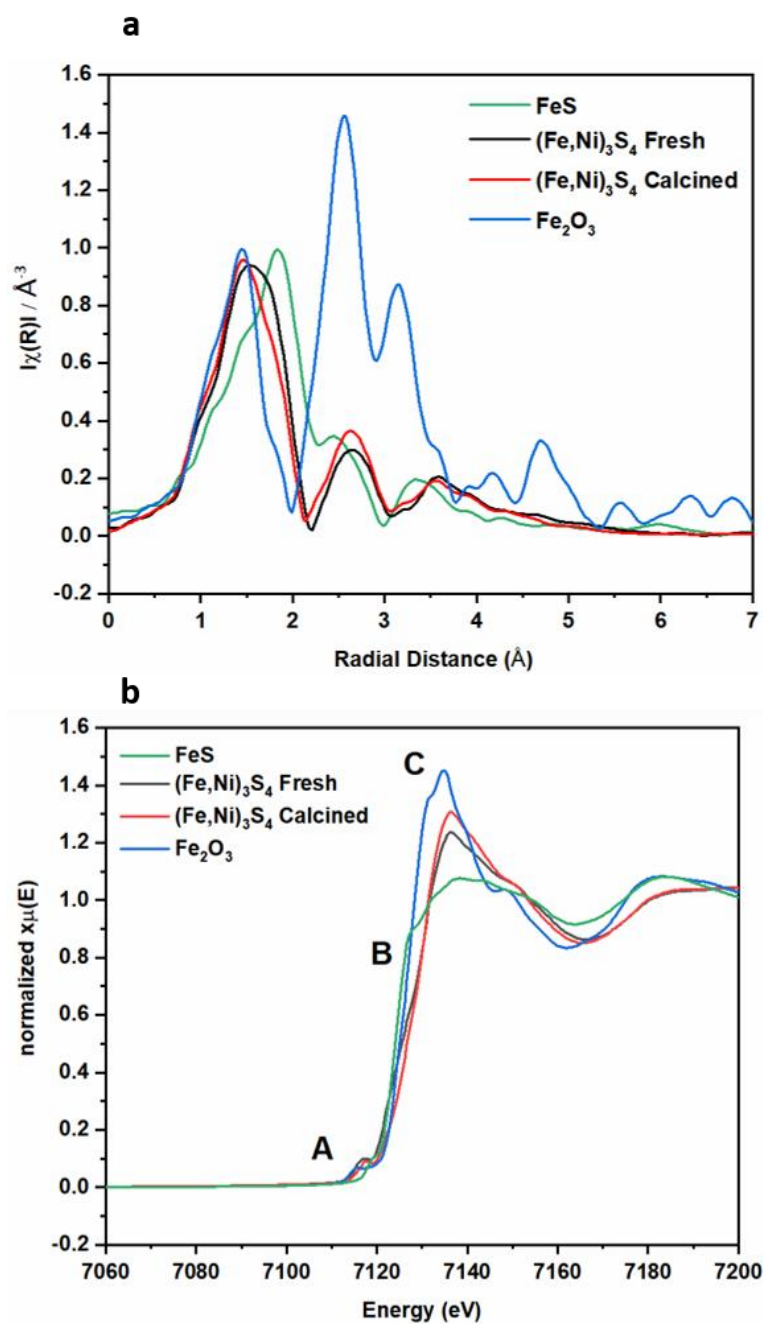 a
1.6
1.4
1.2
1.0
0.8
0.6
0.4
0.2
0.0
-0.2
0 1 2 3 4 5 6 7
Iχ(R)I / Å⁻³
Radial Distance (Å)
FeS
(Fe,Ni)₃S₄ Fresh
(Fe,Ni)₃S₄ Calcined
Fe₂O₃
b
1.6
1.4
1.2
1.0
0.8
0.6
0.4
0.2
0.0
-0.2
7060 7080 7100 7120 7140 7160 7180 7200
normalized xμ(E)
Energy (eV)
FeS
(Fe,Ni)₃S₄ Fresh
(Fe,Ni)₃S₄ Calcined
Fe₂O₃
C
B
A